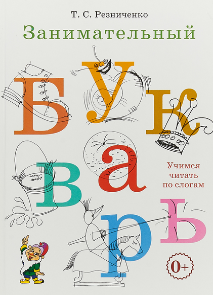 Т. С. Резниченко
Занимательный
Букварь
Учимся
читать
по слогам
0+